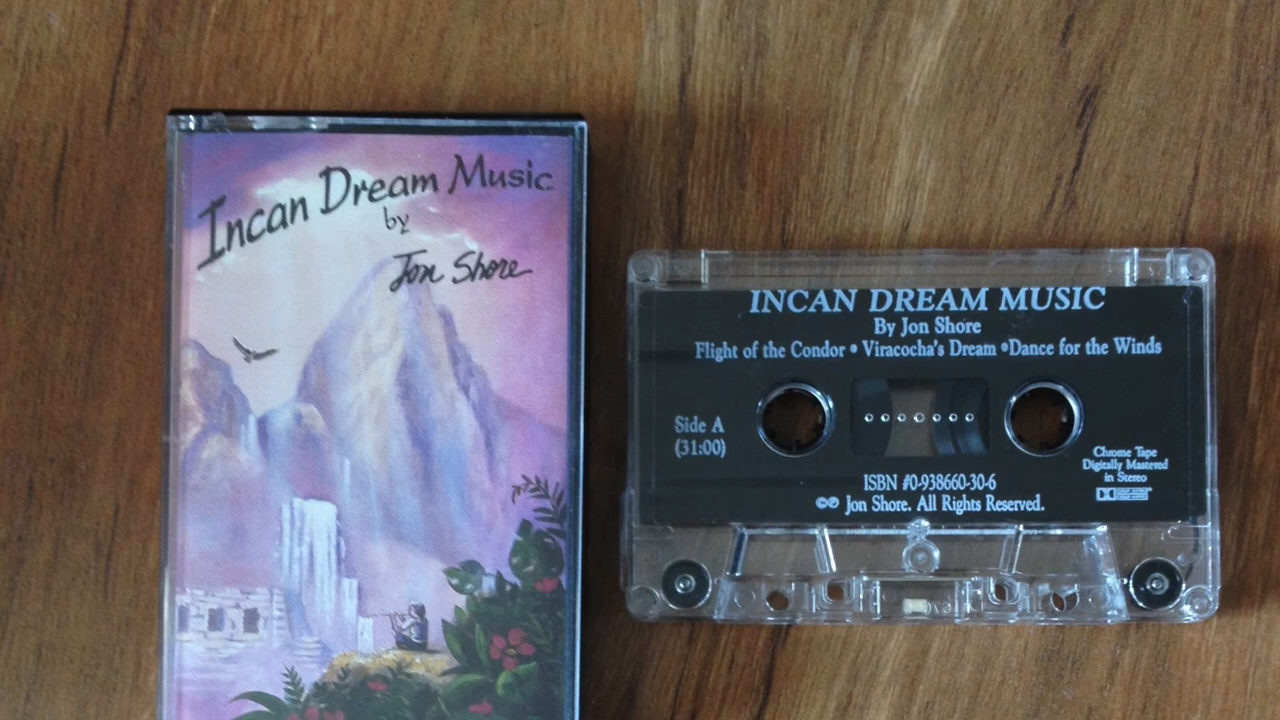 Incan Dream Music
by
Jon Shore
INCAN DREAM MUSIC
By Jon Shore
Flight of the Condor • Viracocha's Dream •Dance for the Winds
Side A
(31:00)
Chrome Tape
Digitally Mastered
in Stereo
ISBN #0-938660-30-6
©℗ Jon Shore. All Rights Reserved.